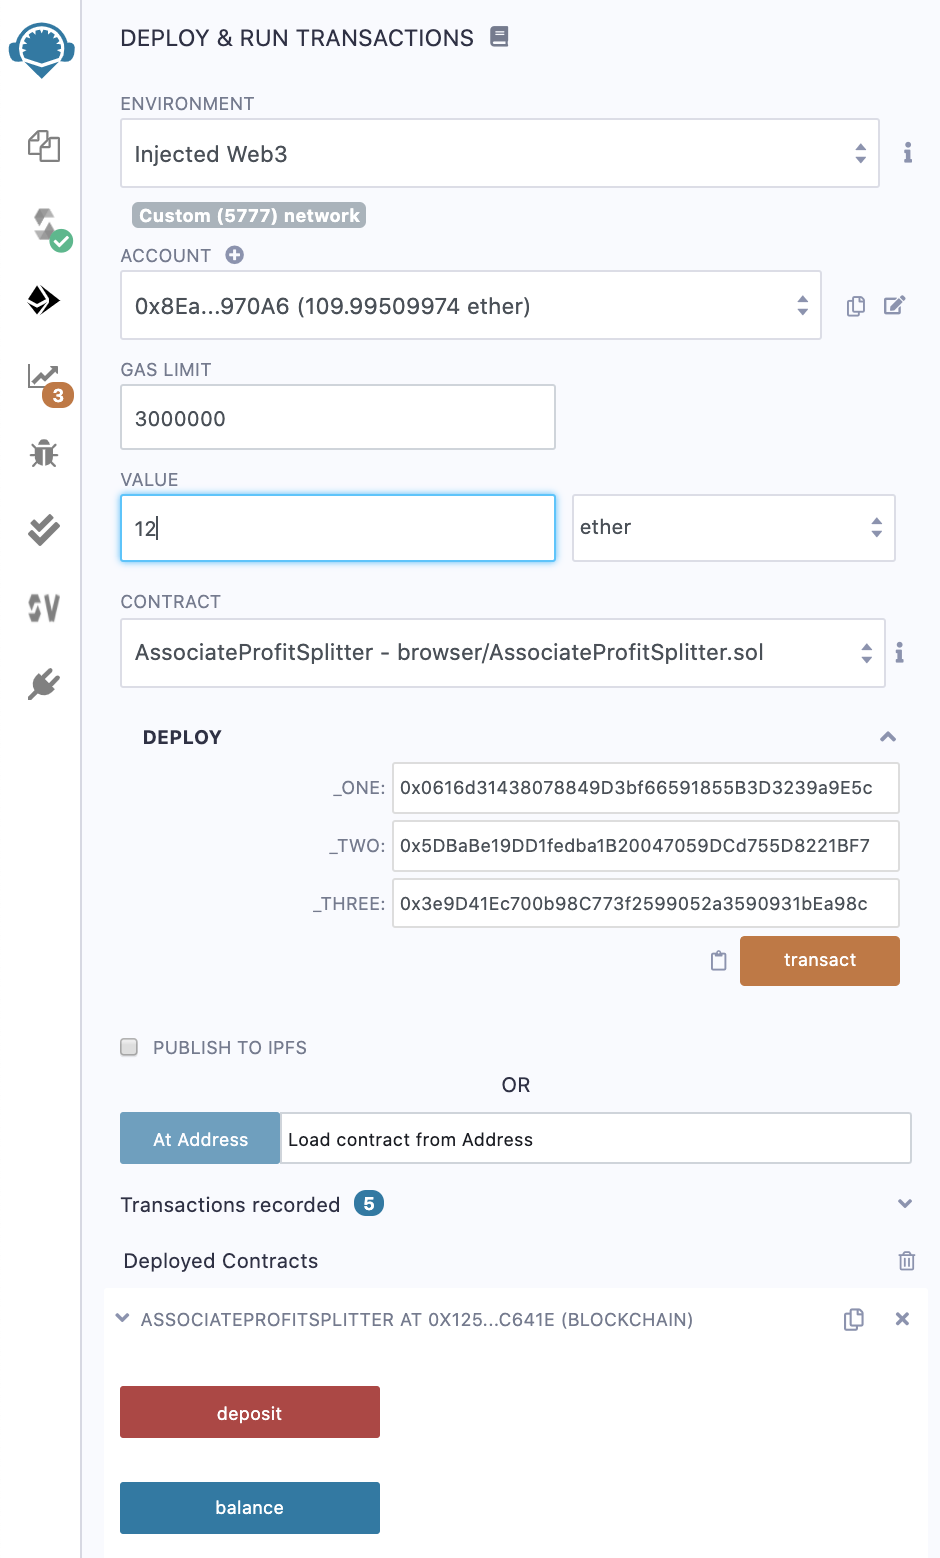 DEPLOY & RUN TRANSACTIONS
ENVIRONMENT
Injected Web3
Custom (5777) network
ACCOUNT
0x8Ea...970A6 (109.99509974 ether)
3
GAS LIMIT
3000000
VALUE
12
ether
CONTRACT
AssociateProfitSplitter - browser/AssociateProfitSplitter.sol
DEPLOY
_ONE: 0x0616d31438078849D3bf66591855B3D3239a9E5c
_TWO: 0x5DBaBe19DD1fedba1B20047059DCd755D8221BF7
_THREE: 0x3e9D41Ec700b98C773f2599052a3590931bEa98c
transact
PUBLISH TO IPFS
OR
At Address Load contract from Address
Transactions recorded 5
Deployed Contracts
ASSOCIATEPROFITSPLITTER AT 0X125...C641E (BLOCKCHAIN)
deposit
balance